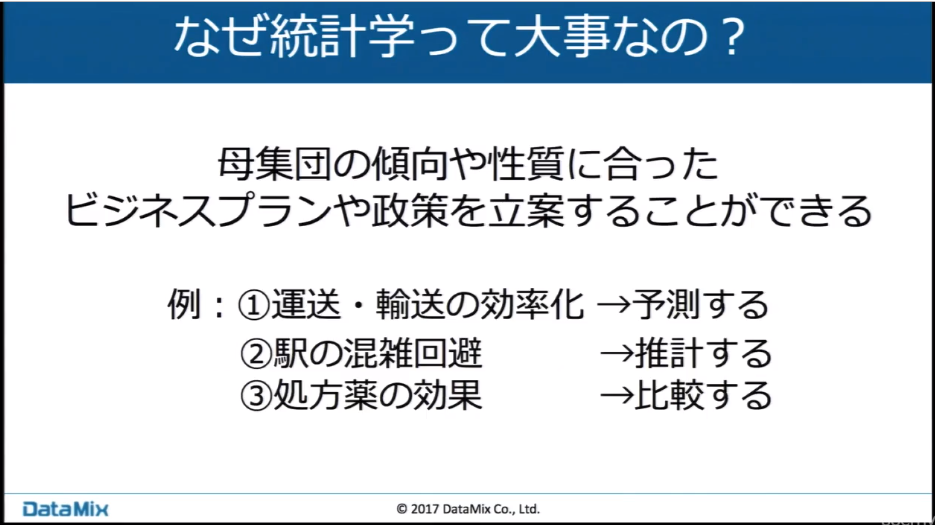 なぜ統計学って大事なの？
母集団の傾向や性質に合った
ビジネスプランや政策を立案することができる
例：①運送・輸送の効率化 →予測する
②駅の混雑回避 →推計する
③処方薬の効果 →比較する
DataMix
© 2017 DataMix Co., Ltd.